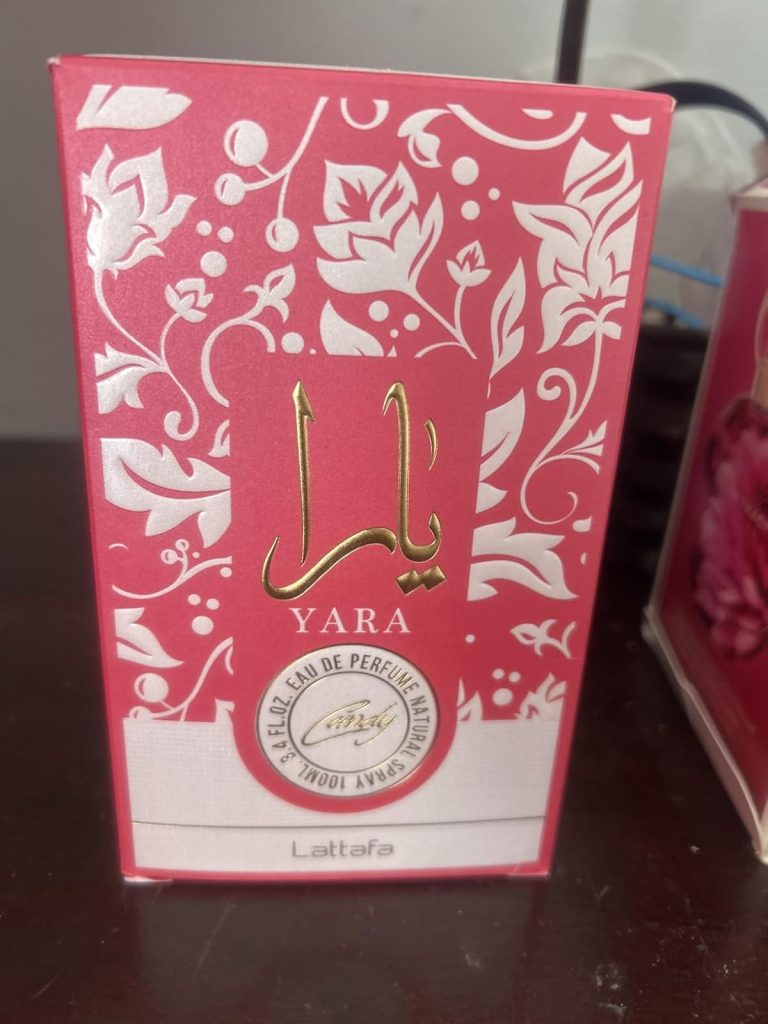 يارا
YARA
EAU DE PERFUME NATURAL SPRAY 100ML. 3.4 FL.OZ.
Candy
Lattafa